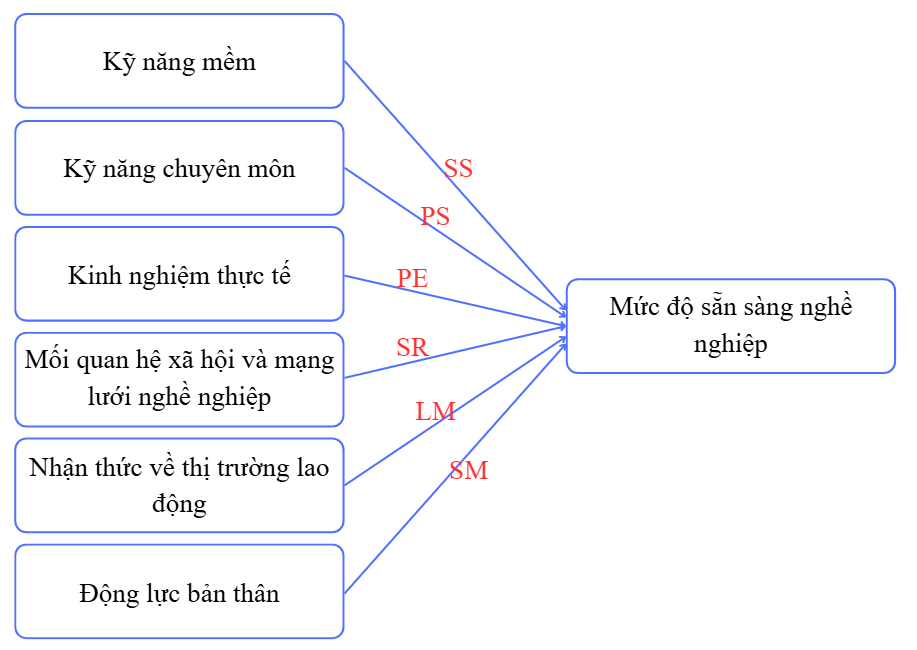 Kỹ năng mềm
SS
Kỹ năng chuyên môn
PS
Kinh nghiệm thực tế
PE
Mức độ sẵn sàng nghề
nghiệp
Mối quan hệ xã hội và mạng
lưới nghề nghiệp
SR
LM
Nhận thức về thị trường lao
động
SM
Động lực bản thân